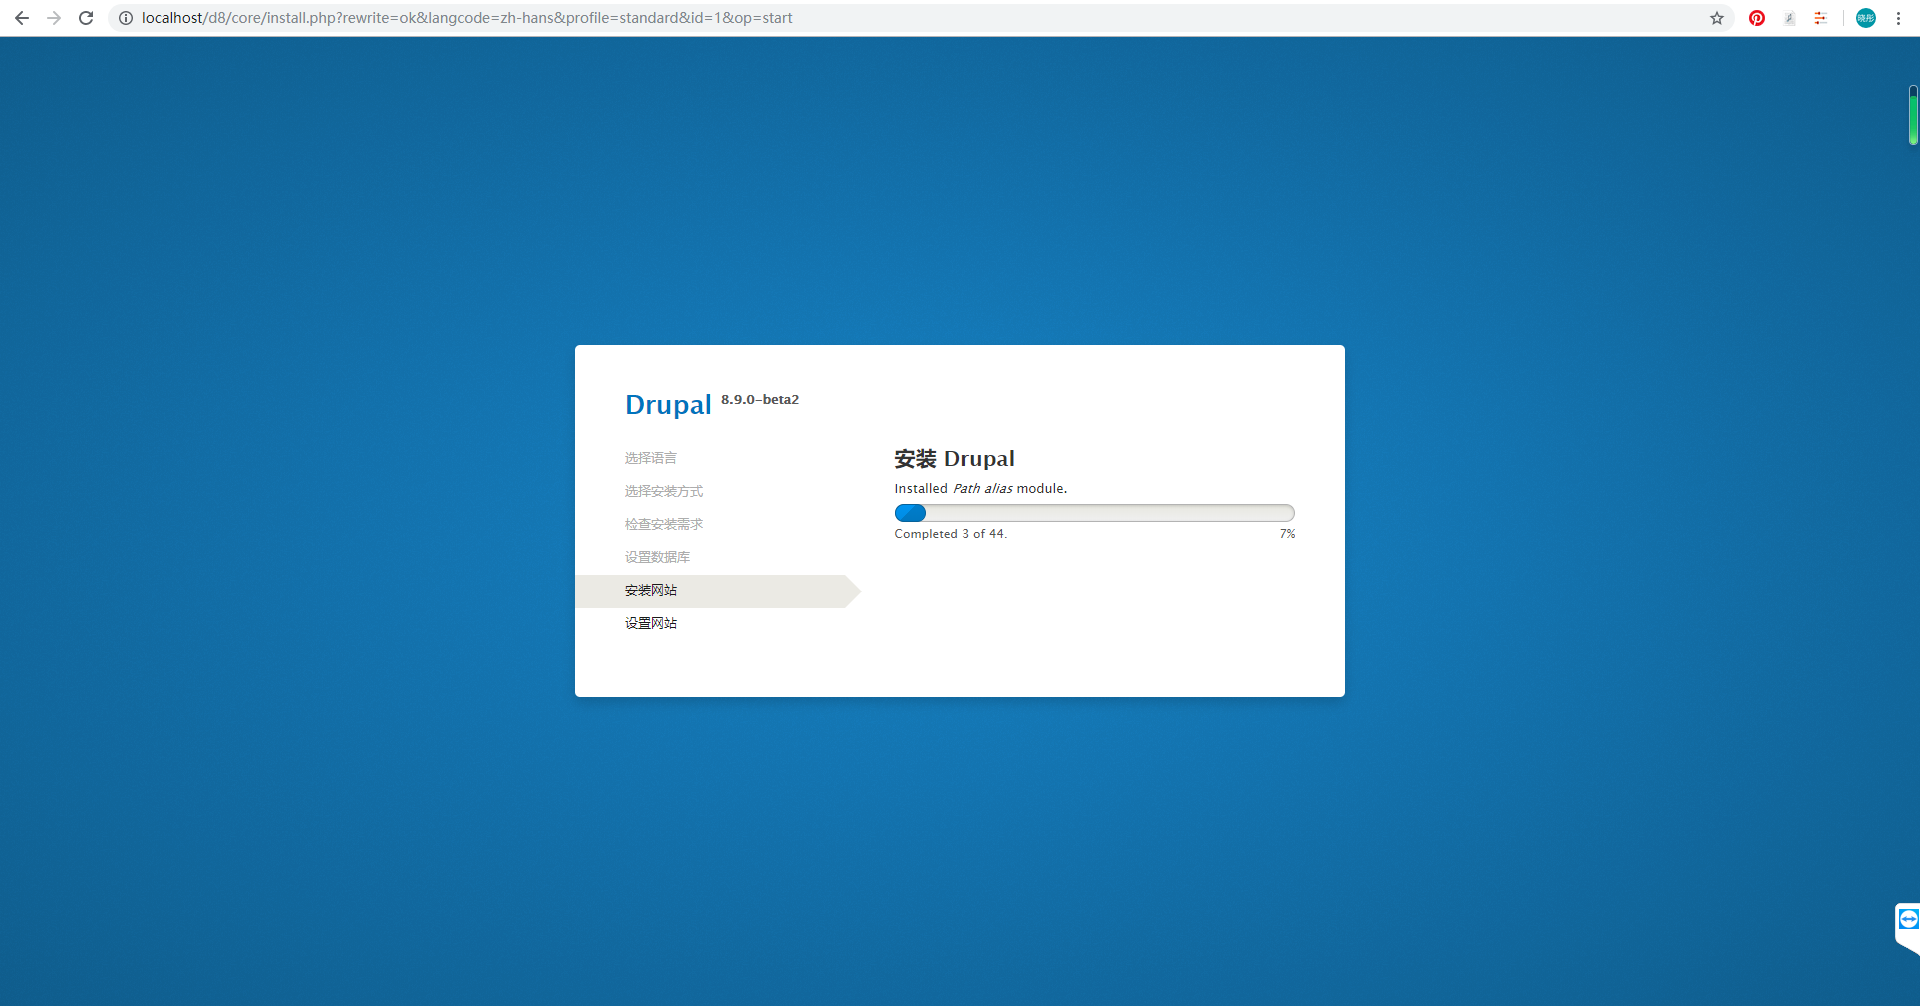 localhost/d8/core/install.php?rewrite=ok&langcode=zh-hans&profile=standard&id=1&op=start
晓彤
Drupal 8.9.0-beta2
选择语言
选择安装方式
检查安装需求
设置数据库
安装网站
设置网站
安装 Drupal
Installed Path alias module.
Completed 3 of 44.
7%